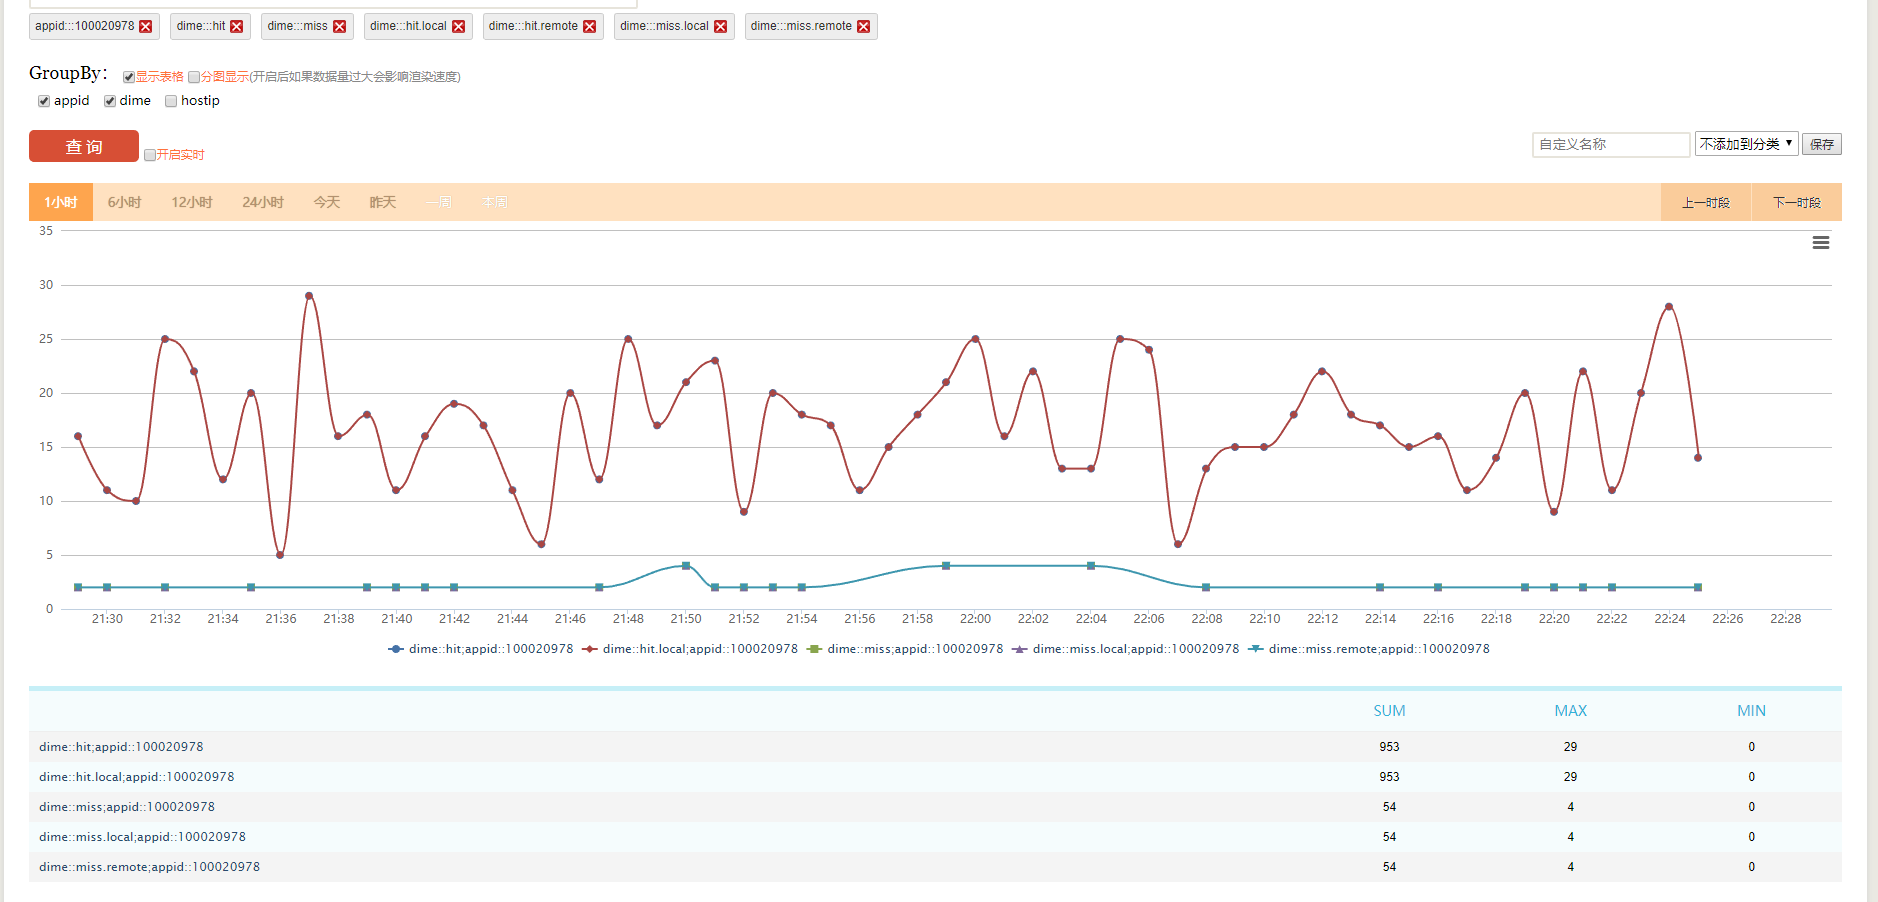 appid:::100020978 dime:::hit dime:::miss dime:::hit.local dime:::hit.remote dime:::miss.local dime:::miss.remote
GroupBy： 显示表格 分图显示(开启后如果数据量过大会影响渲染速度)
appid dime hostip
查 询 开启实时 自定义名称 不添加到分类 保存
1小时 6小时 12小时 24小时 今天 昨天 一周 本周 上一时段 下一时段
35
30
25
20
15
10
5
0
21:30 21:32 21:34 21:36 21:38 21:40 21:42 21:44 21:46 21:48 21:50 21:52 21:54 21:56 21:58 22:00 22:02 22:04 22:06 22:08 22:10 22:12 22:14 22:16 22:18 22:20 22:22 22:24 22:26 22:28
dime::hit;appid::100020978 dime::hit.local;appid::100020978 dime::miss;appid::100020978 dime::miss.local;appid::100020978 dime::miss.remote;appid::100020978
SUM MAX MIN
dime::hit;appid::100020978 953 29 0
dime::hit.local;appid::100020978 953 29 0
dime::miss;appid::100020978 54 4 0
dime::miss.local;appid::100020978 54 4 0
dime::miss.remote;appid::100020978 54 4 0